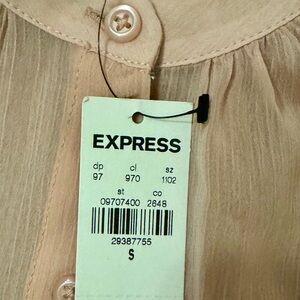 EXPRESS
dp cl sz
97 970 1102
st co
09707400 2648
29387755
S